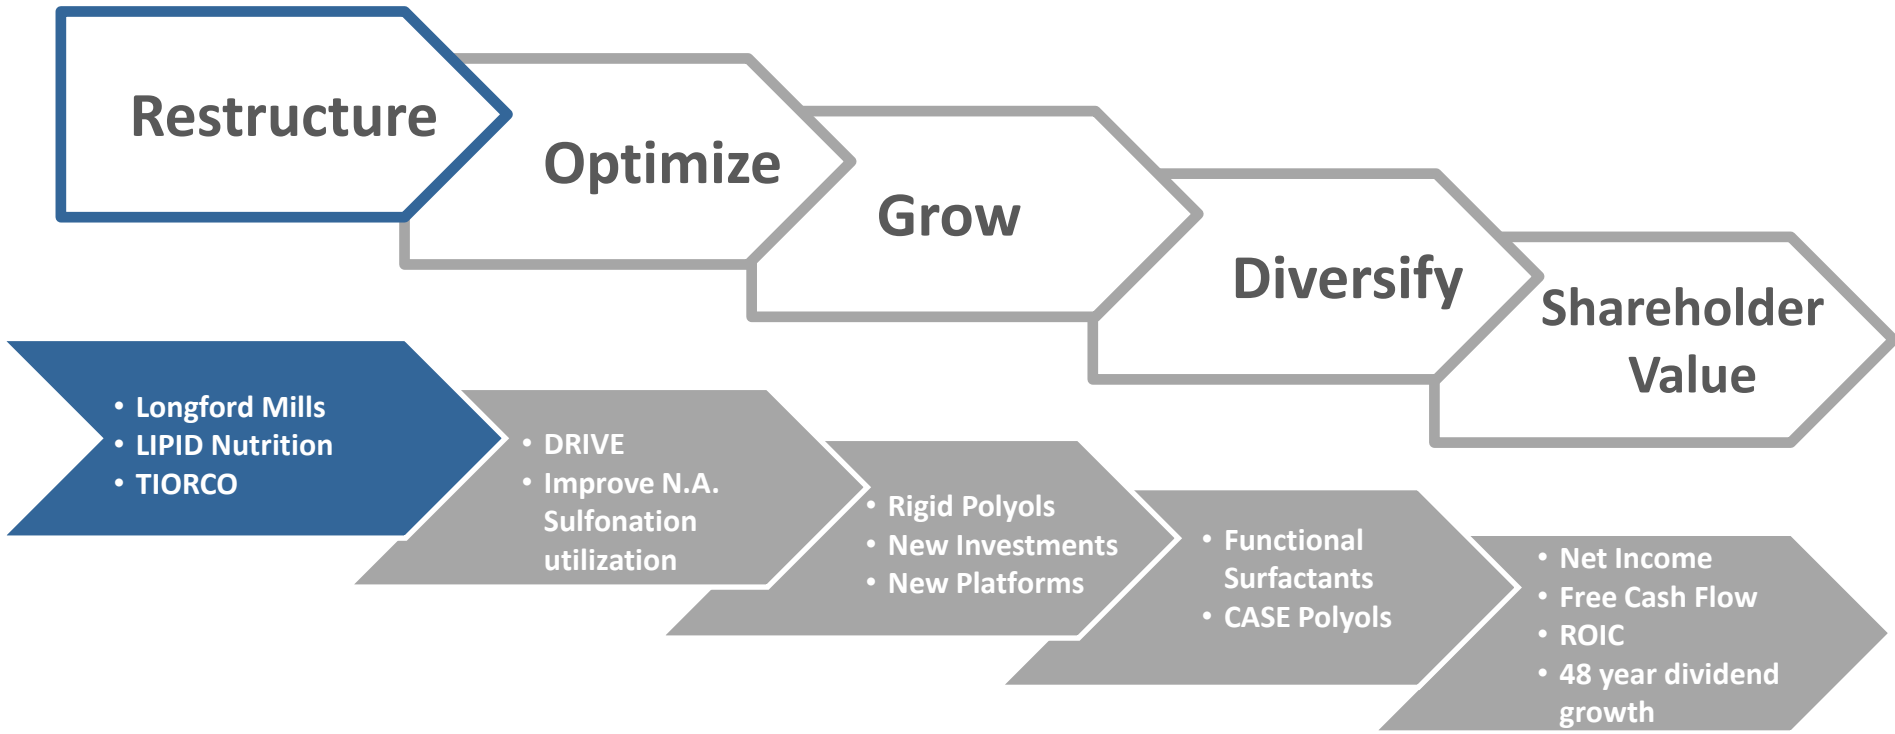 Restructure
Optimize
Grow
Diversify
Shareholder
Value
• Longford Mills
• LIPID Nutrition
• TIORCO
• DRIVE
• Improve N.A.
Sulfonation
utilization
• Rigid Polyols
• New Investments
• New Platforms
• Functional
Surfactants
• CASE Polyols
• Net Income
• Free Cash Flow
• ROIC
• 48 year dividend
growth